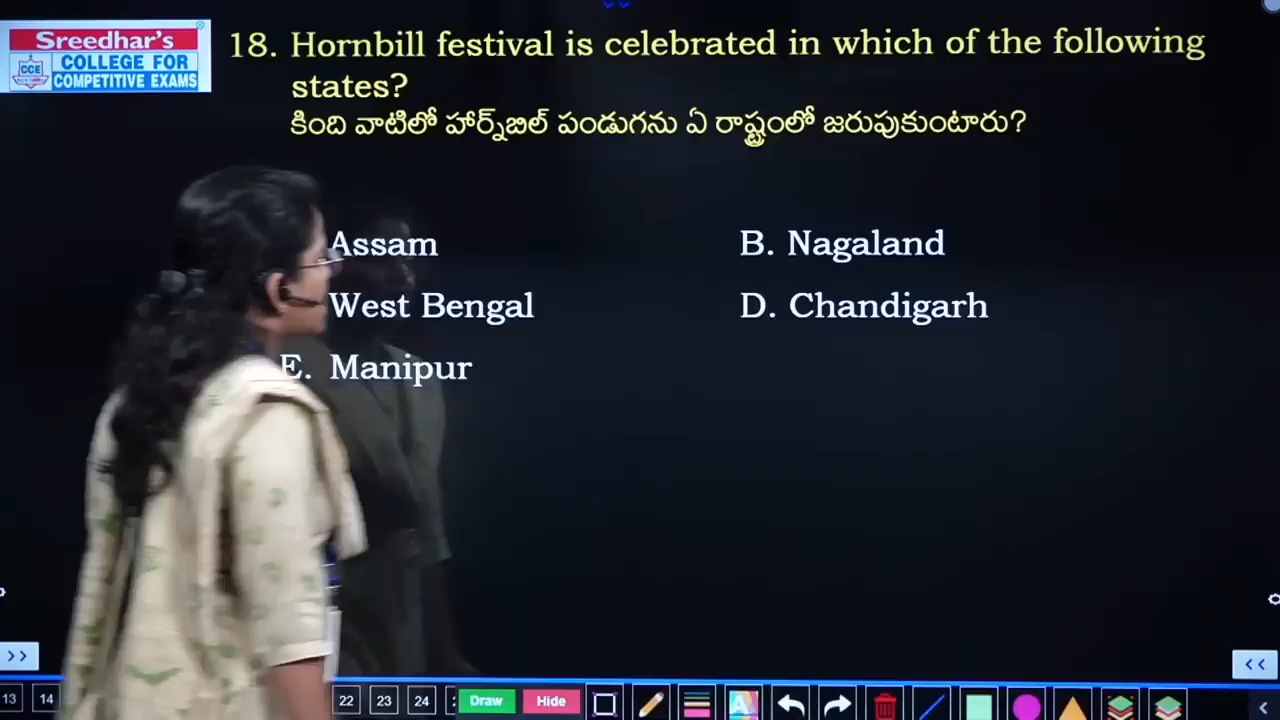 Sreedhar's
CCE
COLLEGE FOR
COMPETITIVE EXAMS
18. Hornbill festival is celebrated in which of the following
states?
కింది వాటిలో హార్న్‌బిల్ పండుగను ఏ రాష్ట్రంలో జరుపుకుంటారు?
Assam
B. Nagaland
West Bengal
D. Chandigarh
E. Manipur
>>
<<
13 14 22 23 24 Draw Hide